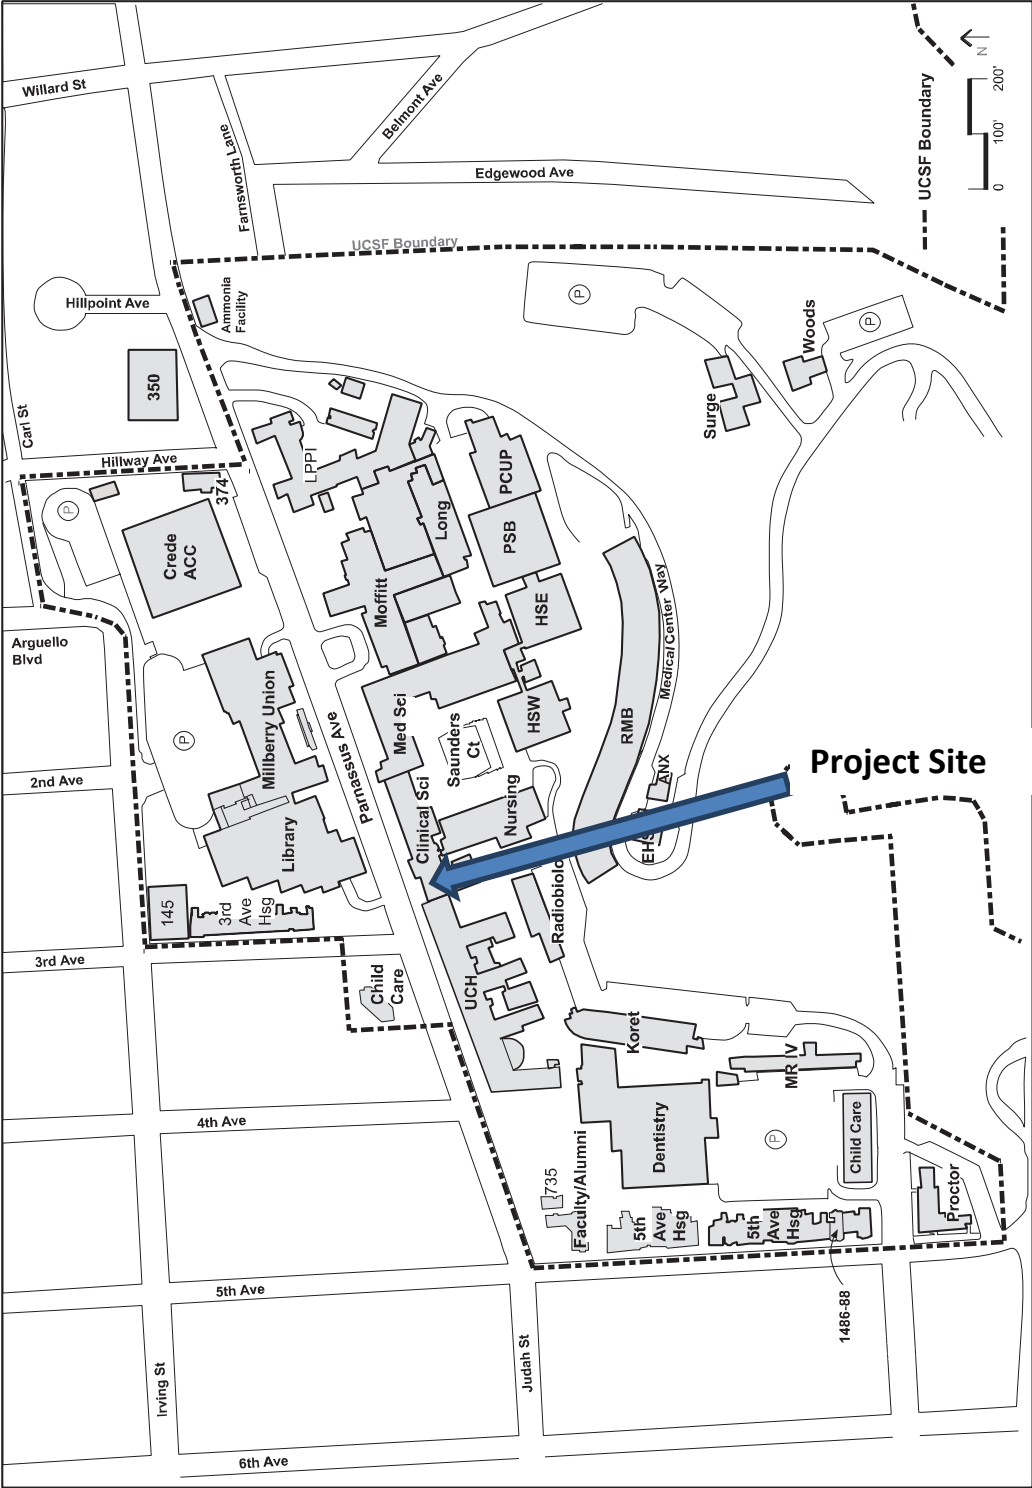 Willard St
Belmont Ave
Farnsworth Lane
Edgewood Ave
UCSF Boundary
UCSF Boundary
N
0
100'
200'
Hillpoint Ave
Ammonia
Facility
350
Carl St
Hillway Ave
374
P
Crede
ACC
LPPI
Long
Moffitt
PCUP
PSB
HSE
HSW
P
Surge
Woods
P
Arguello
Blvd
2nd Ave
P
Millberry Union
Parnassus Ave
Library
Med Sci
Saunders
Ct
Clinical Sci
Nursing
RMB
Medical Center Way
ANX
Project Site
145
3rd
Ave
Hsg
3rd Ave
Child
Care
UCH
Koret
MR IV
4th Ave
Dentistry
P
Child Care
735
Faculty/Alumni
5th
Ave
Hsg
5th
Ave
Hsg
Proctor
1486-88
5th Ave
Irving St
Judah St
6th Ave